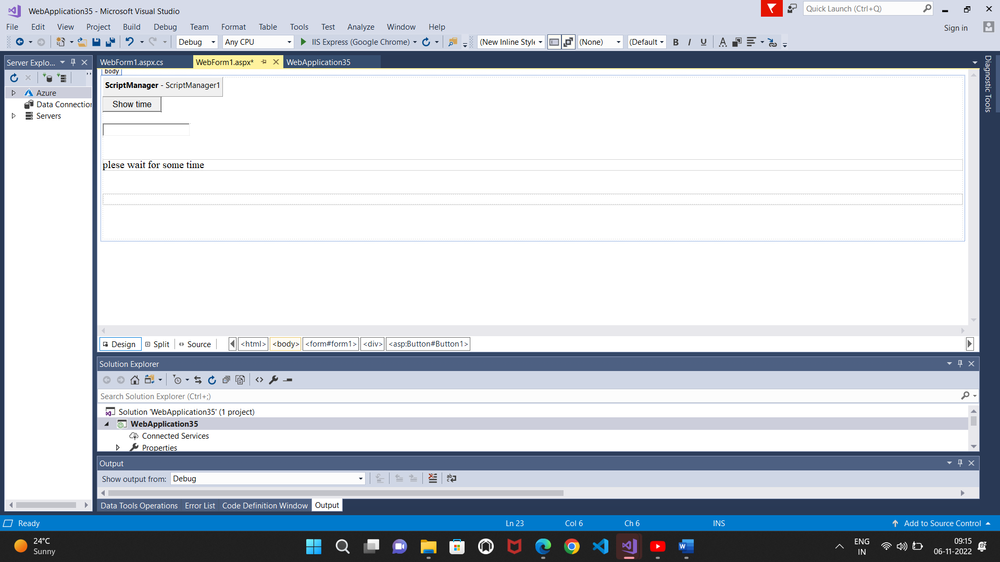 WebApplication35 - Microsoft Visual Studio
Quick Launch (Ctrl+Q)
File Edit View Project Build Debug Team Format Table Tools Test Analyze Window Help
Sign in
Debug Any CPU IIS Express (Google Chrome) (New Inline Style (None) (Default B I U A
Server Explo... WebForm1.aspx.cs WebForm1.aspx* WebApplication35
Diagnostic Tools
body
ScriptManager - ScriptManager1
Azure
Data Connection
Servers
Show time
plese wait for some time
Design Split Source <html> <body> <form#form1> <div> <asp:Button#Button1>
Solution Explorer
Search Solution Explorer (Ctrl+;)
Solution 'WebApplication35' (1 project)
WebApplication35
Connected Services
Properties
Output
Show output from: Debug
Data Tools Operations Error List Code Definition Window Output
Ready Ln 23 Col 6 Ch 6 INS Add to Source Control
24°C
Sunny
ENG
IN
09:15
06-11-2022